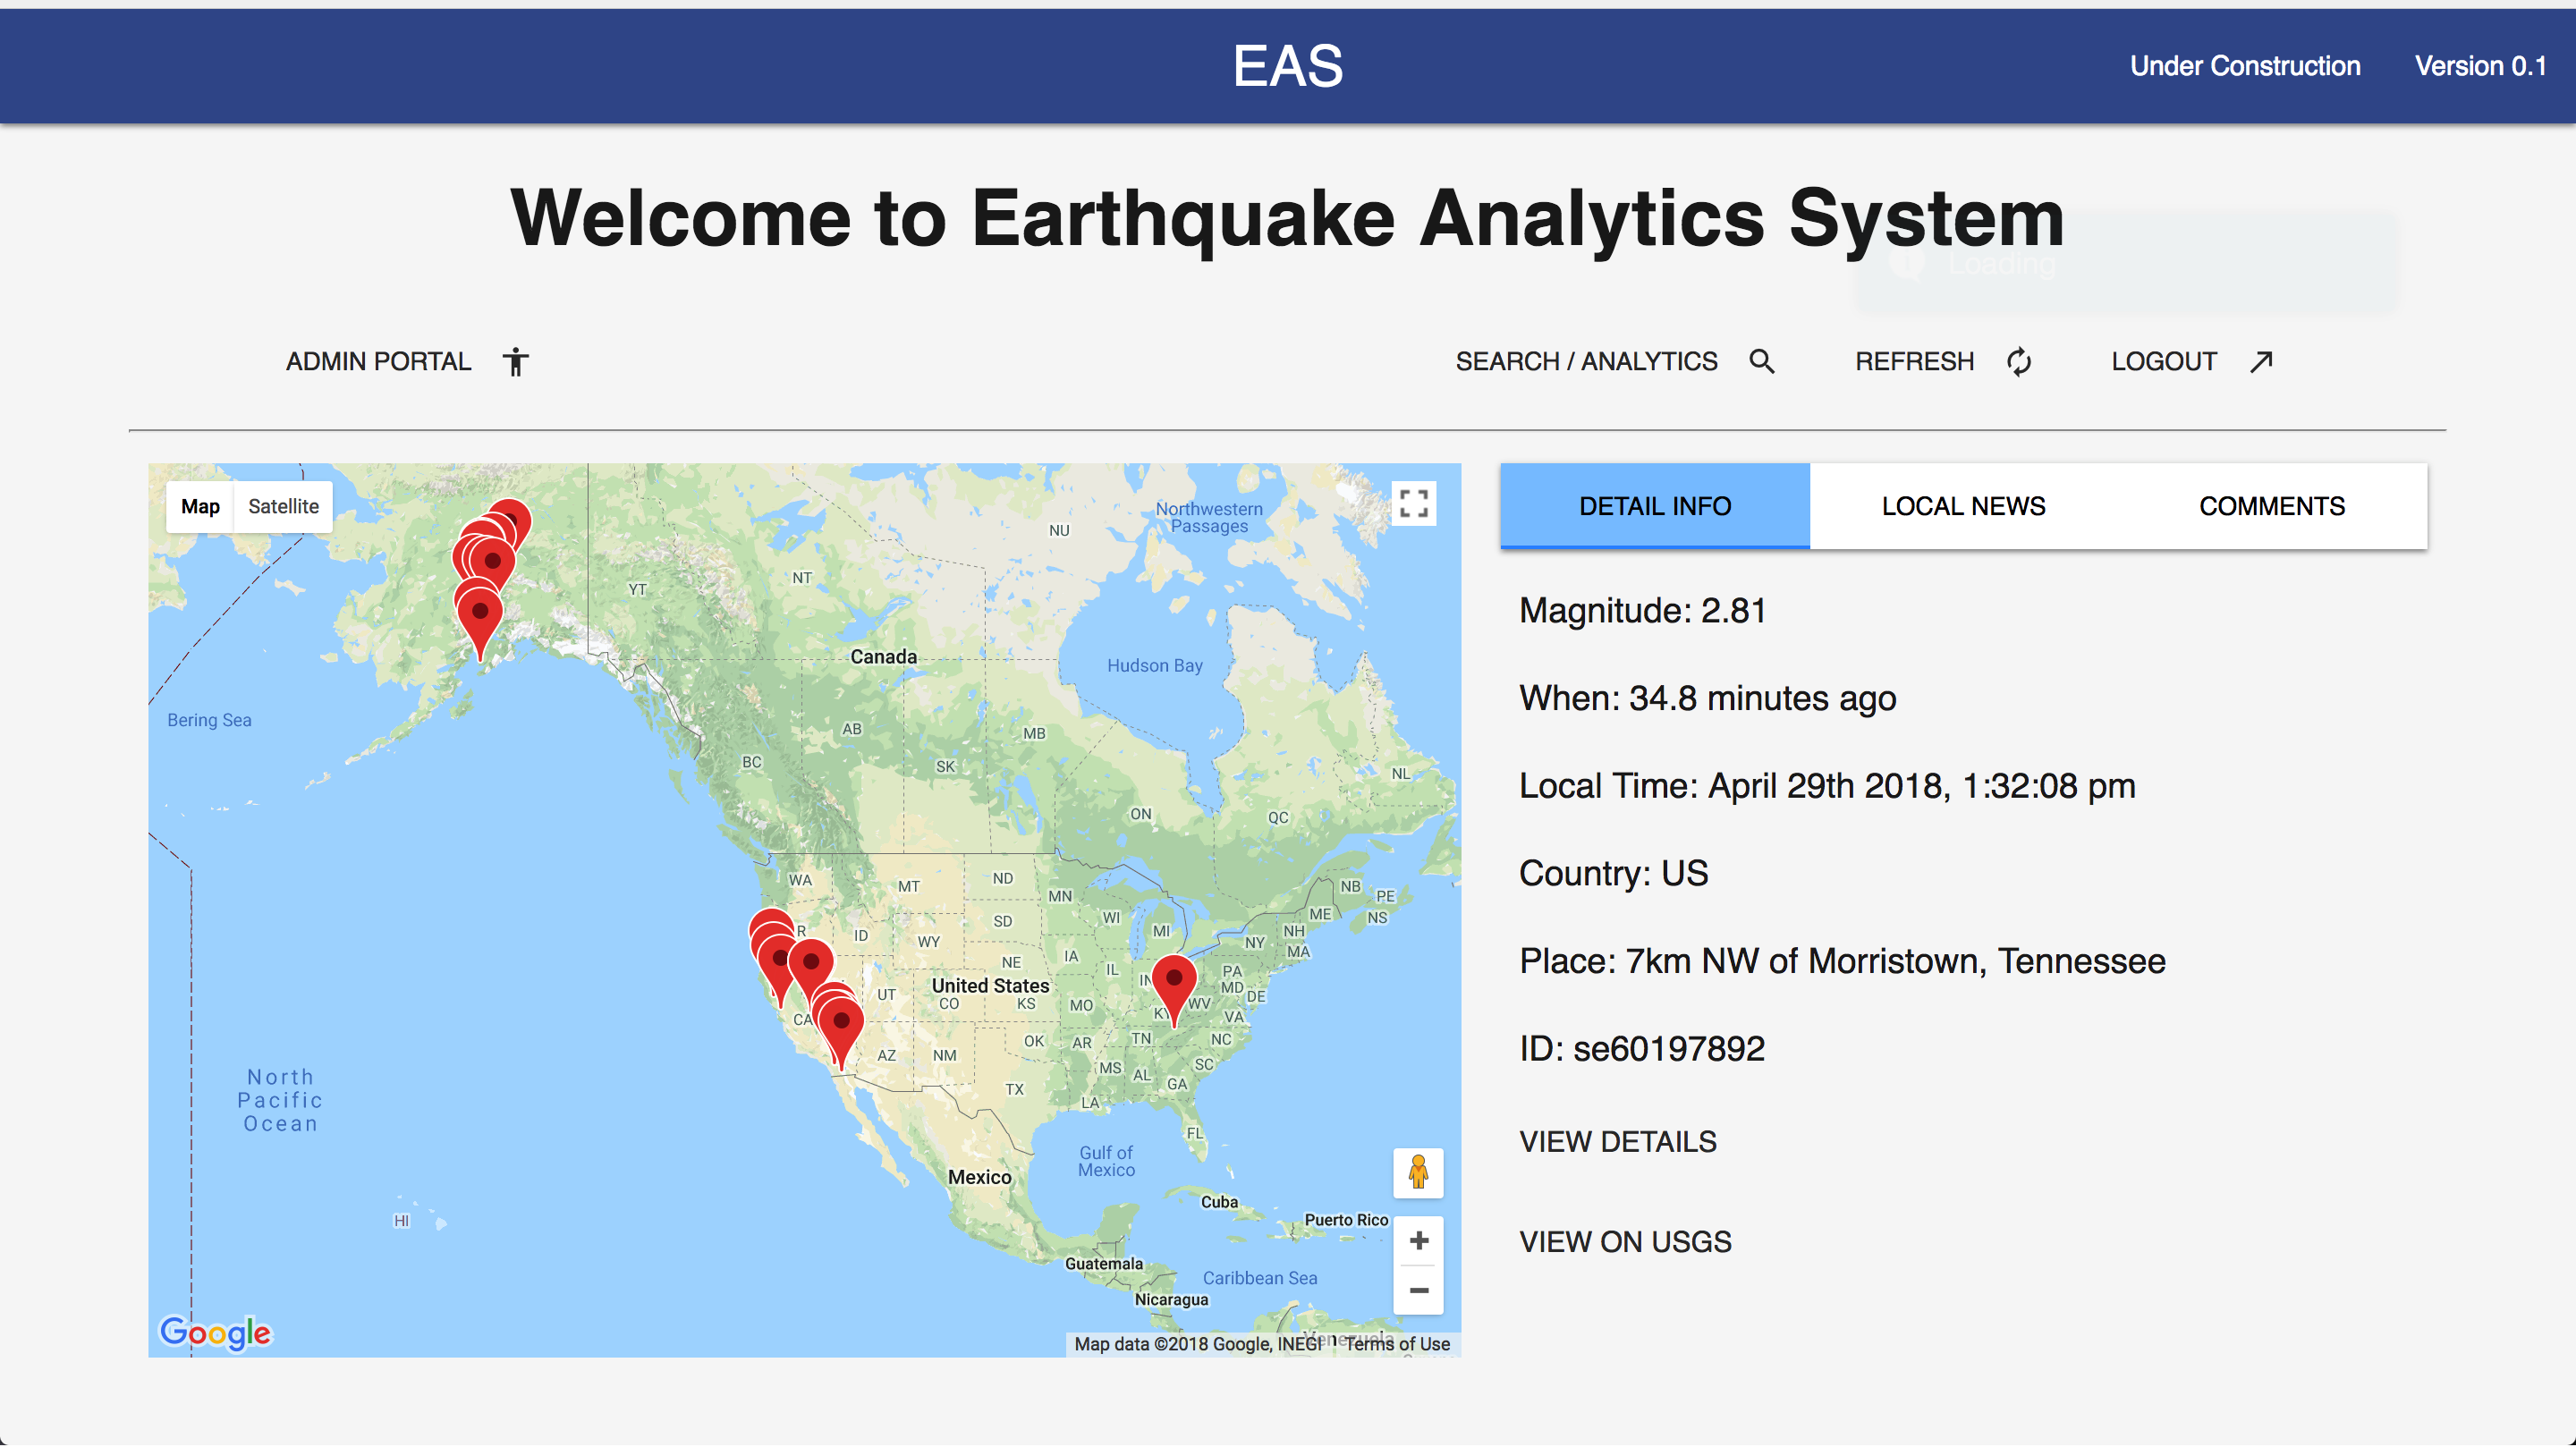 EAS
Under Construction
Version 0.1
Welcome to Earthquake Analytics System
Loading
ADMIN PORTAL
SEARCH / ANALYTICS
REFRESH
LOGOUT
Map
Satellite
Northwestern
Passages
NU
NT
YT
Canada
Hudson Bay
Bering Sea
AB
MB
BC
SK
NL
ON
QC
WA
MT
ND
MN
NB
PE
NS
ME
SD
WI
R
ID
WY
MI
NH
NY
MA
IA
NE
IL
IN
PA
MD
DE
United States
UT
CO
KS
MO
WV
KY
VA
CA
OK
AR
TN
NC
AZ
NM
MS
AL
SC
GA
TX
LA
FL
North
Pacific
Ocean
Gulf of
Mexico
Mexico
Cuba
HI
Puerto Rico
Guatemala
Caribbean Sea
Nicaragua
Venezuela
Google
Map data ©2018 Google, INEGI
Terms of Use
DETAIL INFO
LOCAL NEWS
COMMENTS
Magnitude: 2.81
When: 34.8 minutes ago
Local Time: April 29th 2018, 1:32:08 pm
Country: US
Place: 7km NW of Morristown, Tennessee
ID: se60197892
VIEW DETAILS
VIEW ON USGS